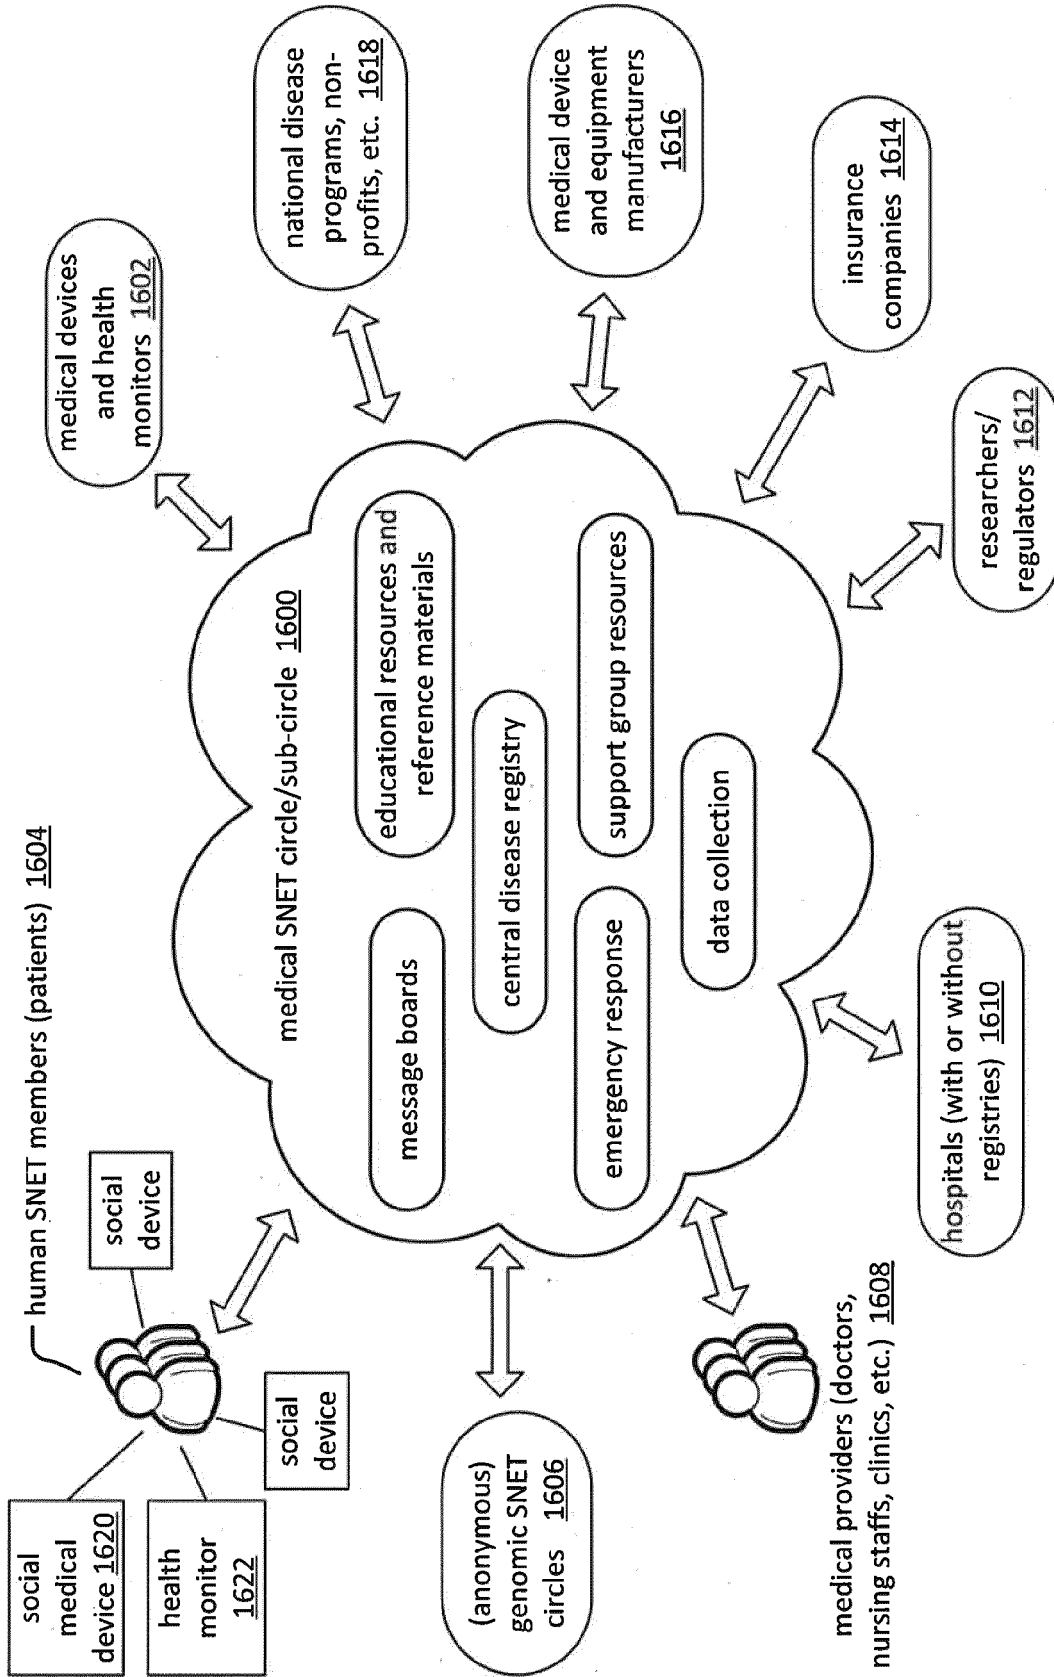 human SNET members (patients) 1604
social
device
social
medical
device 1620
health
monitor
1622
social
device
medical devices
and health
monitors 1602
national disease
programs, non-
profits, etc. 1618
medical device
and equipment
manufacturers
1616
insurance
companies 1614
researchers/
regulators 1612
hospitals (with or without
registries) 1610
medical providers (doctors,
nursing staffs, clinics, etc.) 1608
(anonymous)
genomic SNET
circles 1606
medical SNET circle/sub-circle 1600
message boards
educational resources and
reference materials
central disease registry
emergency response
support group resources
data collection